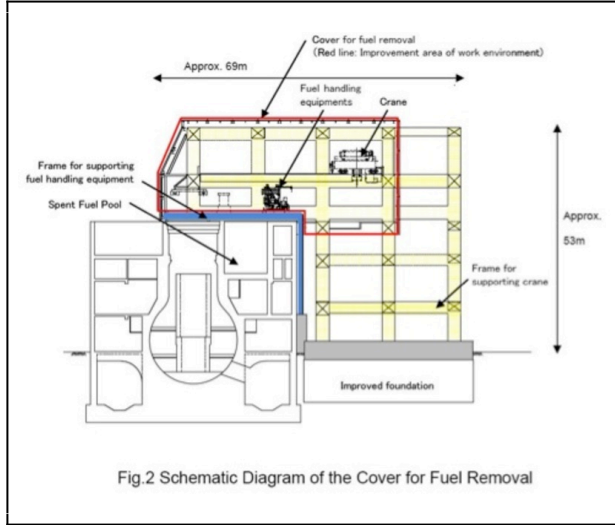 Cover for fuel removal
(Red line: Improvement area of work environment)
Approx. 69m
Fuel handling
equipments
Crane
Frame for supporting
fuel handling equipment
Spent Fuel Pool
Approx.
53m
Frame for
supporting crane
Improved foundation
Fig.2 Schematic Diagram of the Cover for Fuel Removal